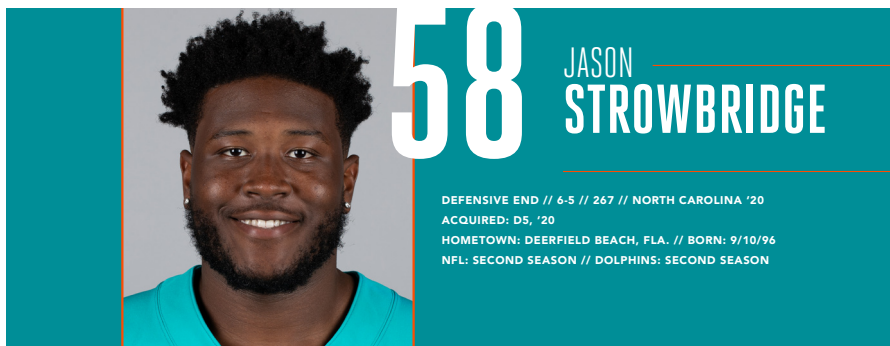 58
JASON
STROWBRIDGE
DEFENSIVE END // 6-5 // 267 // NORTH CAROLINA ’20
ACQUIRED: D5, ’20
HOMETOWN: DEERFIELD BEACH, FLA. // BORN: 9/10/96
NFL: SECOND SEASON // DOLPHINS: SECOND SEASON